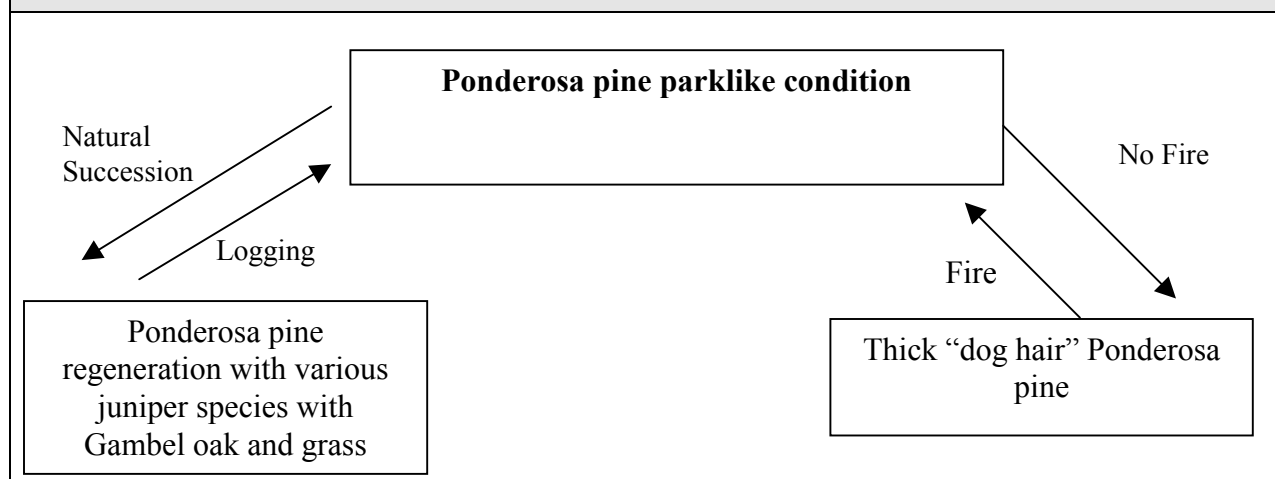 Ponderosa pine parklike condition
Natural
Succession
No Fire
Logging
Fire
Ponderosa pine
regeneration with various
juniper species with
Gambel oak and grass
Thick “dog hair” Ponderosa
pine